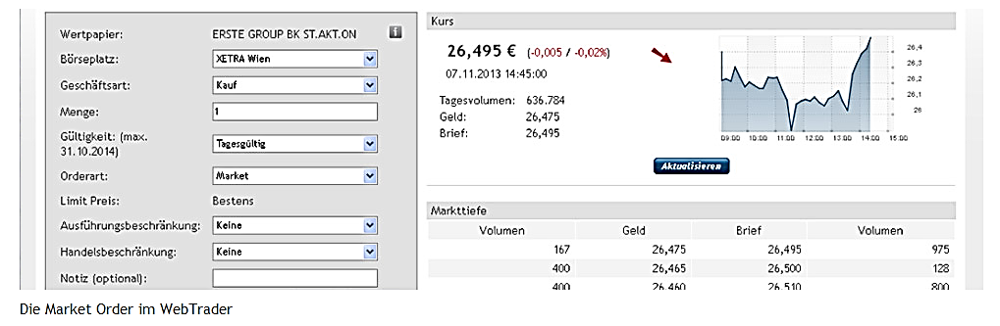 Wertpapier: ERSTE GROUP BK ST.AKT.ON i
Börseplatz: XETRA Wien
Geschäftsart: Kauf
Menge: 1
Gültigkeit: (max.
31.10.2014) Tagesgültig
Orderart: Market
Limit Preis: Bestens
Ausführungsbeschränkung: Keine
Handelsbeschränkung: Keine
Notiz (optional):
Kurs
26,495 € (-0,005 / -0,02%)
07.11.2013 14:45:00
Tagesvolumen: 636.784
Geld: 26,475
Brief: 26,495
26,4
26,3
26,2
26,1
26
09:00 10:00 11:00 12:00 13:00 14:00 15:00
Aktualisieren
Markttiefe
Volumen Geld Brief Volumen
167 26,475 26,495 975
400 26,465 26,500 128
400 26,460 26,510 800
Die Market Order im WebTrader